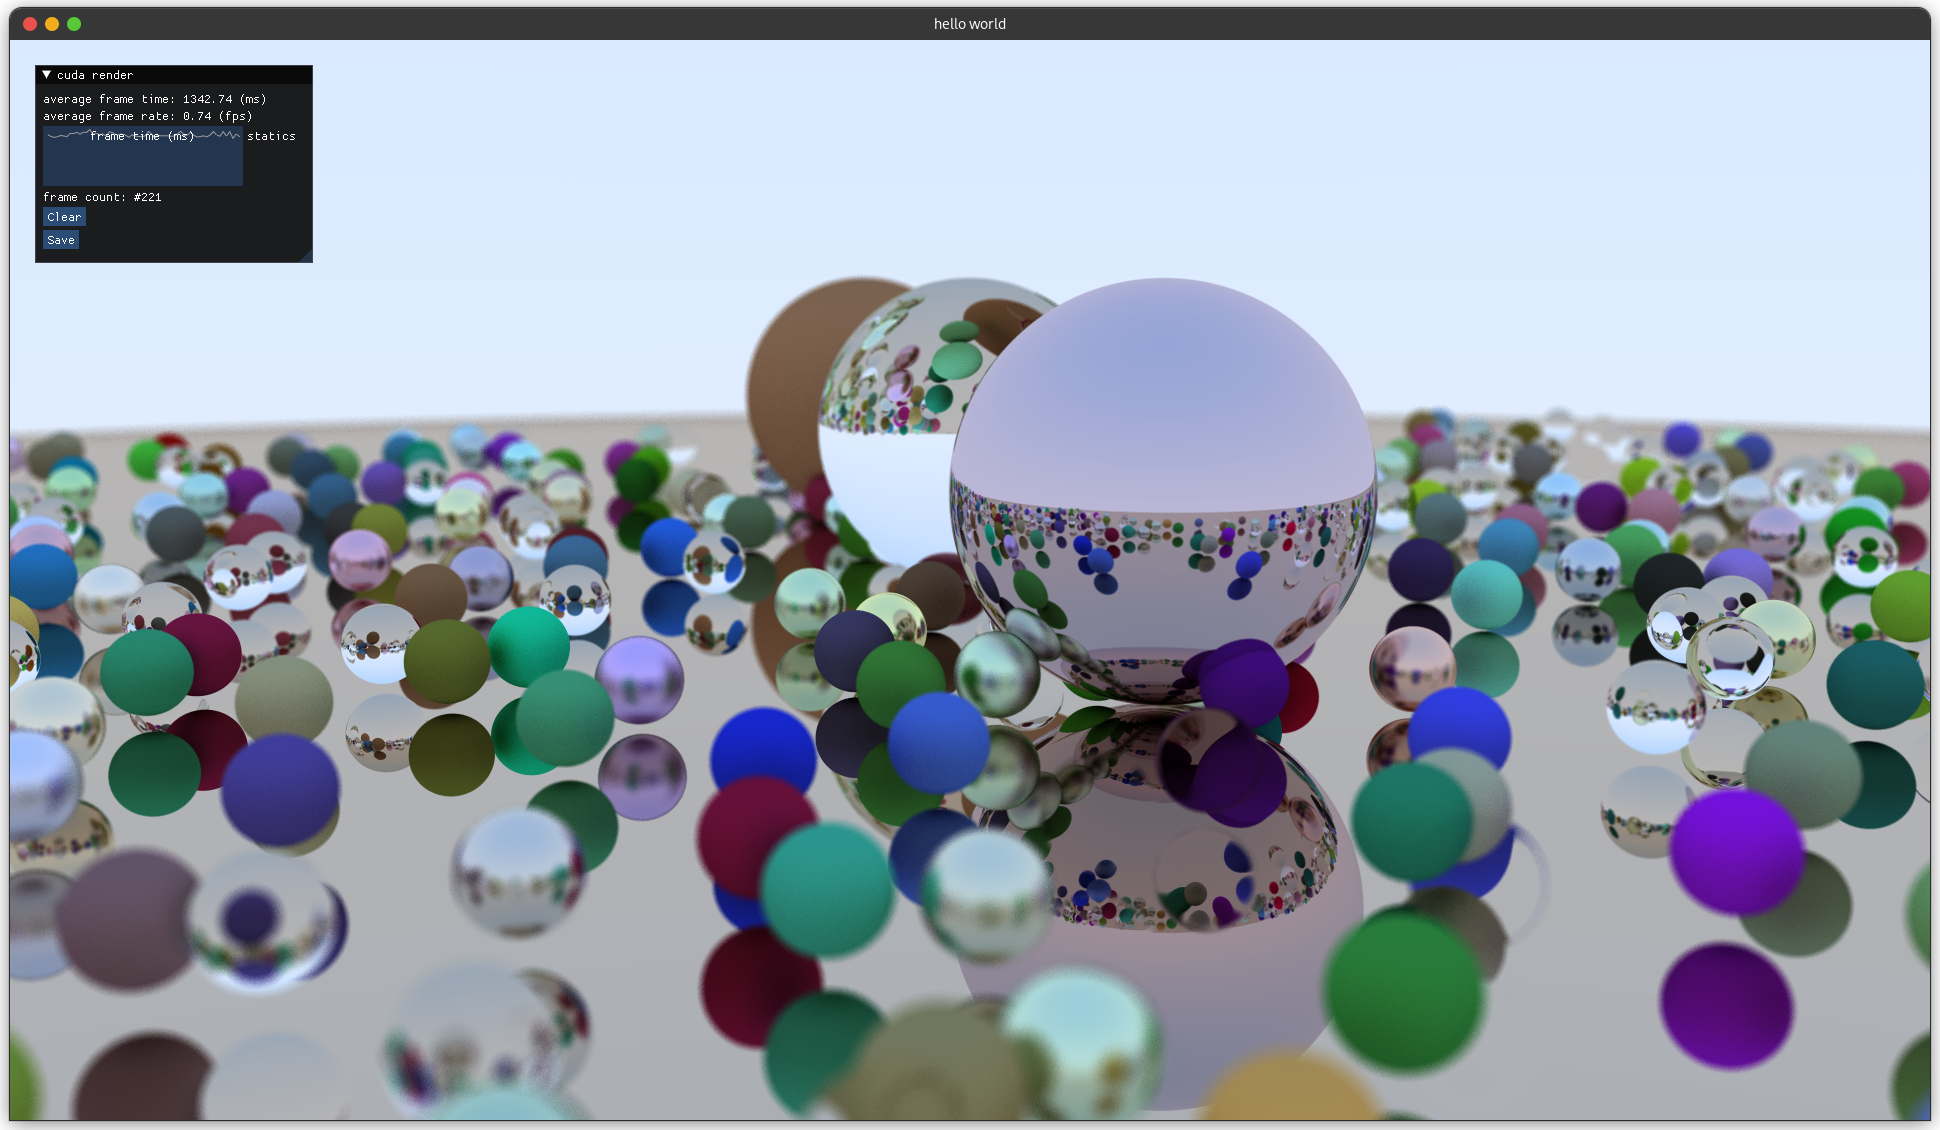 hello world
cuda render
average frame time: 1342.74 (ms)
average frame rate: 0.74 (fps)
frame time (ms) statics
frame count: #221
Clear
Save